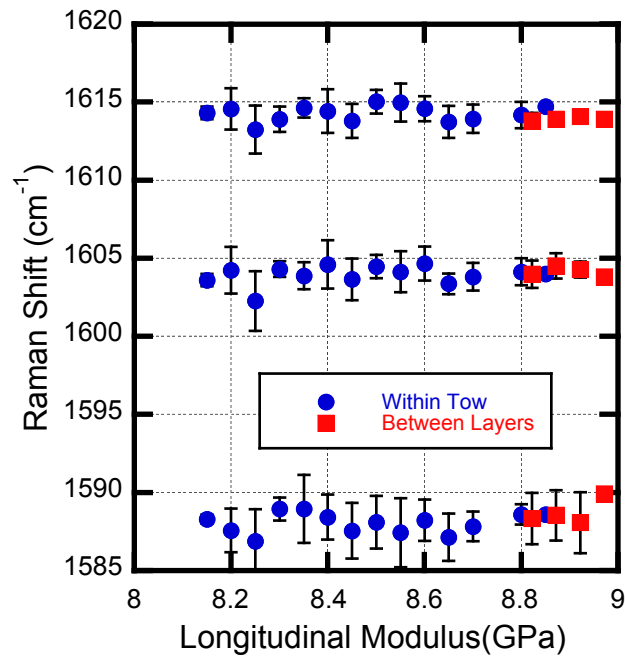 1620
1615
1610
1605
1600
1595
1590
1585
Raman Shift (cm⁻¹)
Within Tow
Between Layers
8 8.2 8.4 8.6 8.8 9
Longitudinal Modulus(GPa)